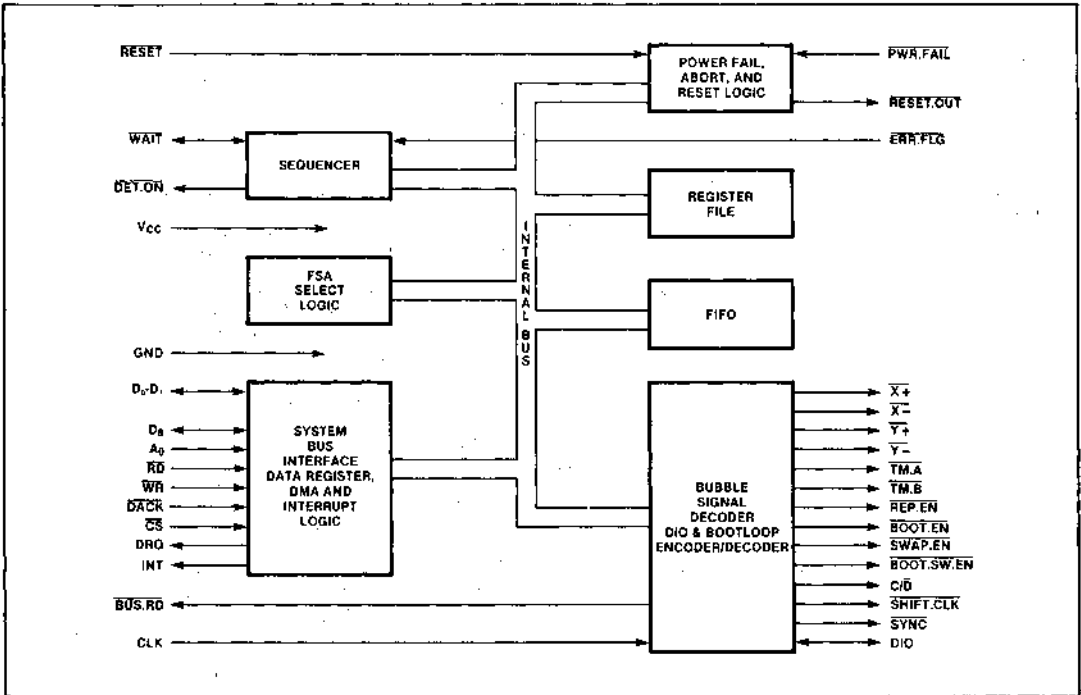 RESET
POWER FAIL,
ABORT, AND
RESET LOGIC
PWR.FAIL
RESET.OUT
WAIT
SEQUENCER
ERR.FLG
DET.ON
REGISTER
FILE
VCC
INTERNAL BUS
FSA
SELECT
LOGIC
FIFO
GND
D0-D7
D8
A0
RD
WR
DACK
CS
DRQ
INT
SYSTEM
BUS
INTERFACE
DATA REGISTER,
DMA AND
INTERRUPT
LOGIC
BUBBLE
SIGNAL
DECODER
DIO & BOOTLOOP
ENCODER/DECODER
X+
X-
Y+
Y-
TM.A
TM.B
REP.EN
BOOT.EN
SWAP.EN
BOOT.SW.EN
C/D
SHIFT.CLK
SYNC
DIO
BUS.RD
CLK